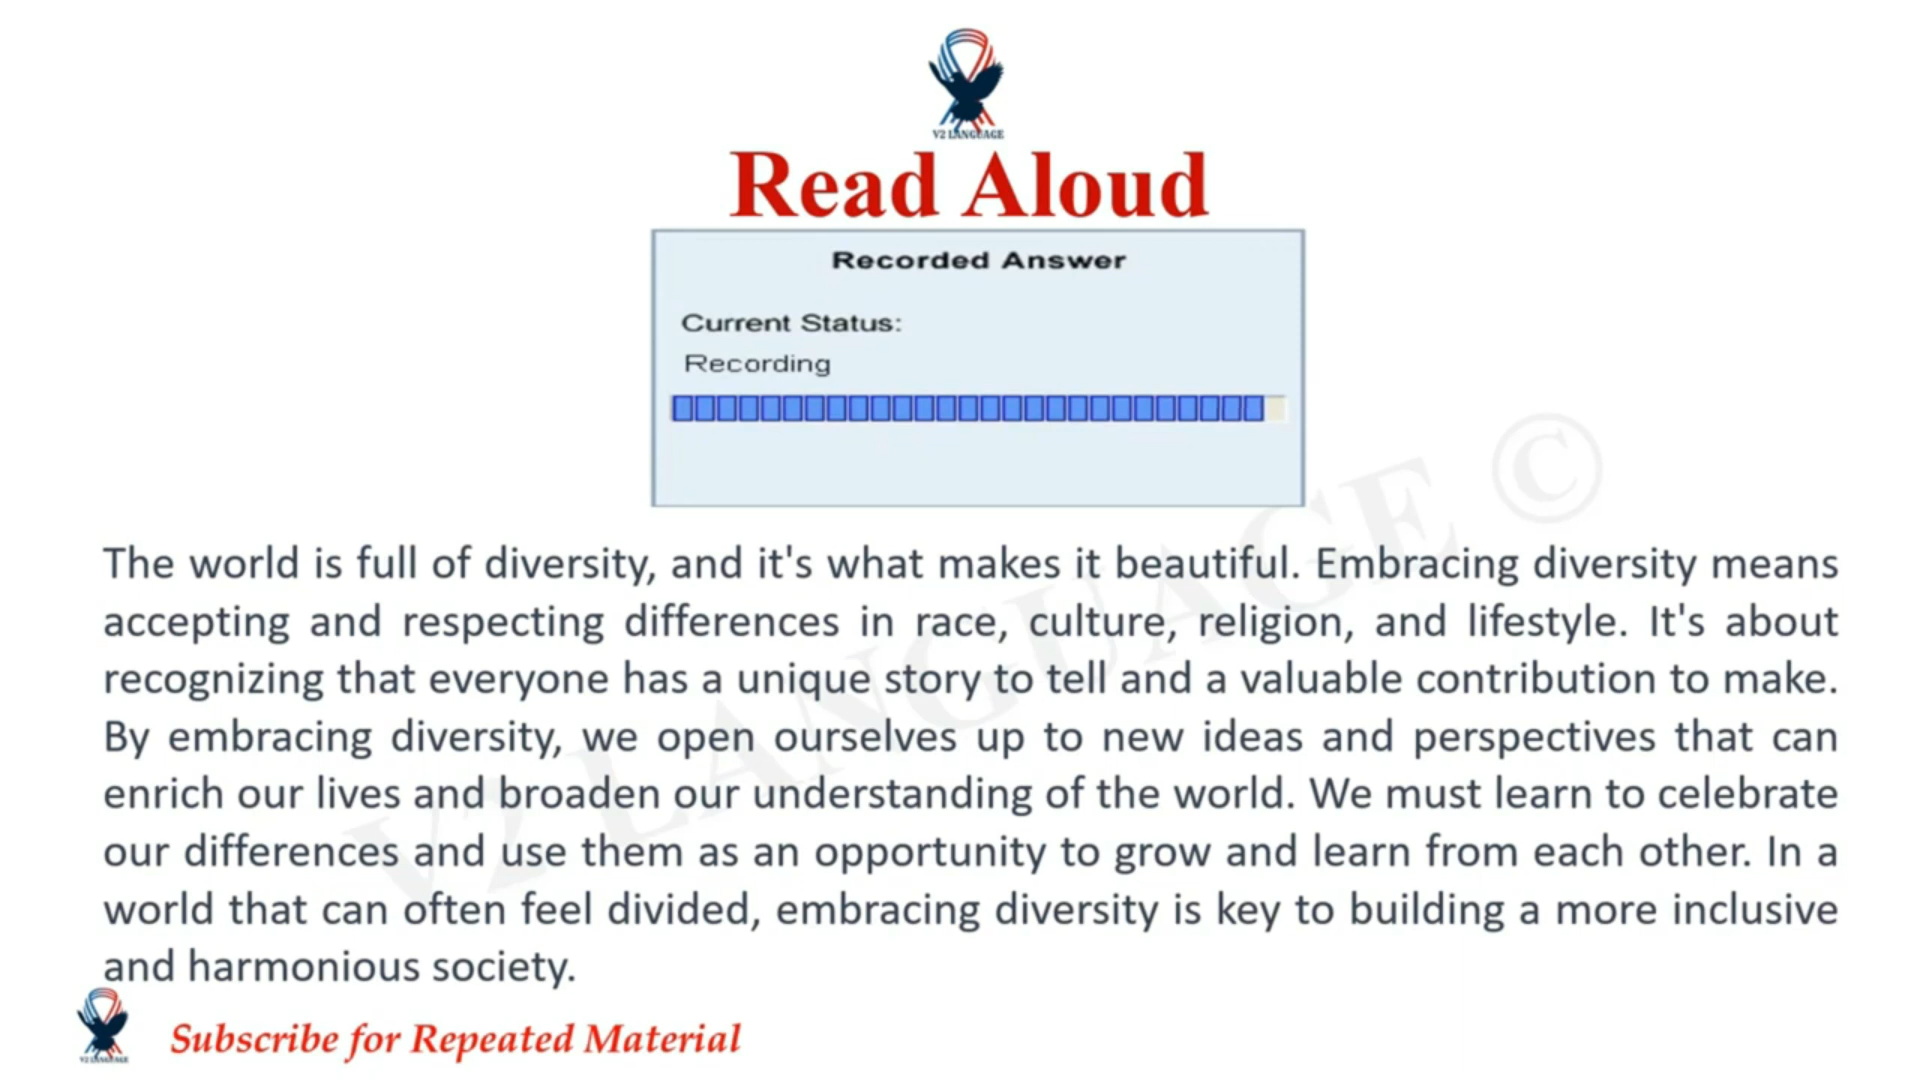 V2 LANGUAGE
Read Aloud
Recorded Answer
Current Status:
Recording
V2 LANGUAGE ©
The world is full of diversity, and it's what makes it beautiful. Embracing diversity means
accepting and respecting differences in race, culture, religion, and lifestyle. It's about
recognizing that everyone has a unique story to tell and a valuable contribution to make.
By embracing diversity, we open ourselves up to new ideas and perspectives that can
enrich our lives and broaden our understanding of the world. We must learn to celebrate
our differences and use them as an opportunity to grow and learn from each other. In a
world that can often feel divided, embracing diversity is key to building a more inclusive
and harmonious society.
V2 LANGUAGE
Subscribe for Repeated Material